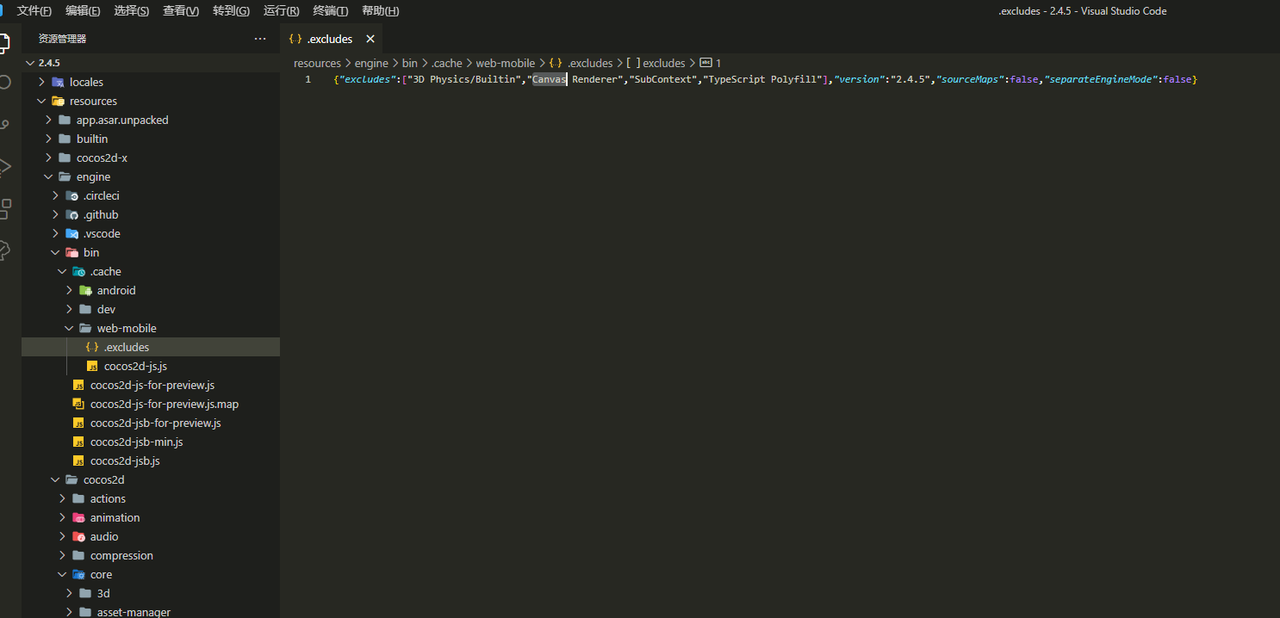 文件(F) 编辑(E) 选择(S) 查看(V) 转到(G) 运行(R) 终端(T) 帮助(H) .excludes - 2.4.5 - Visual Studio Code
资源管理器 ···
.excludes
2.4.5
locales
resources
app.asar.unpacked
builtin
cocos2d-x
engine
.circleci
.github
.vscode
bin
.cache
android
dev
web-mobile
.excludes
cocos2d-js.js
cocos2d-js-for-preview.js
cocos2d-js-for-preview.js.map
cocos2d-jsb-for-preview.js
cocos2d-jsb-min.js
cocos2d-jsb.js
cocos2d
actions
animation
audio
compression
core
3d
asset-manager
resources > engine > bin > .cache > web-mobile > {} .excludes > [ ] excludes > 1
1 {"excludes":["3D Physics/Builtin","Canvas Renderer","SubContext","TypeScript Polyfill"],"version":"2.4.5","sourceMaps":false,"separateEngineMode":false}